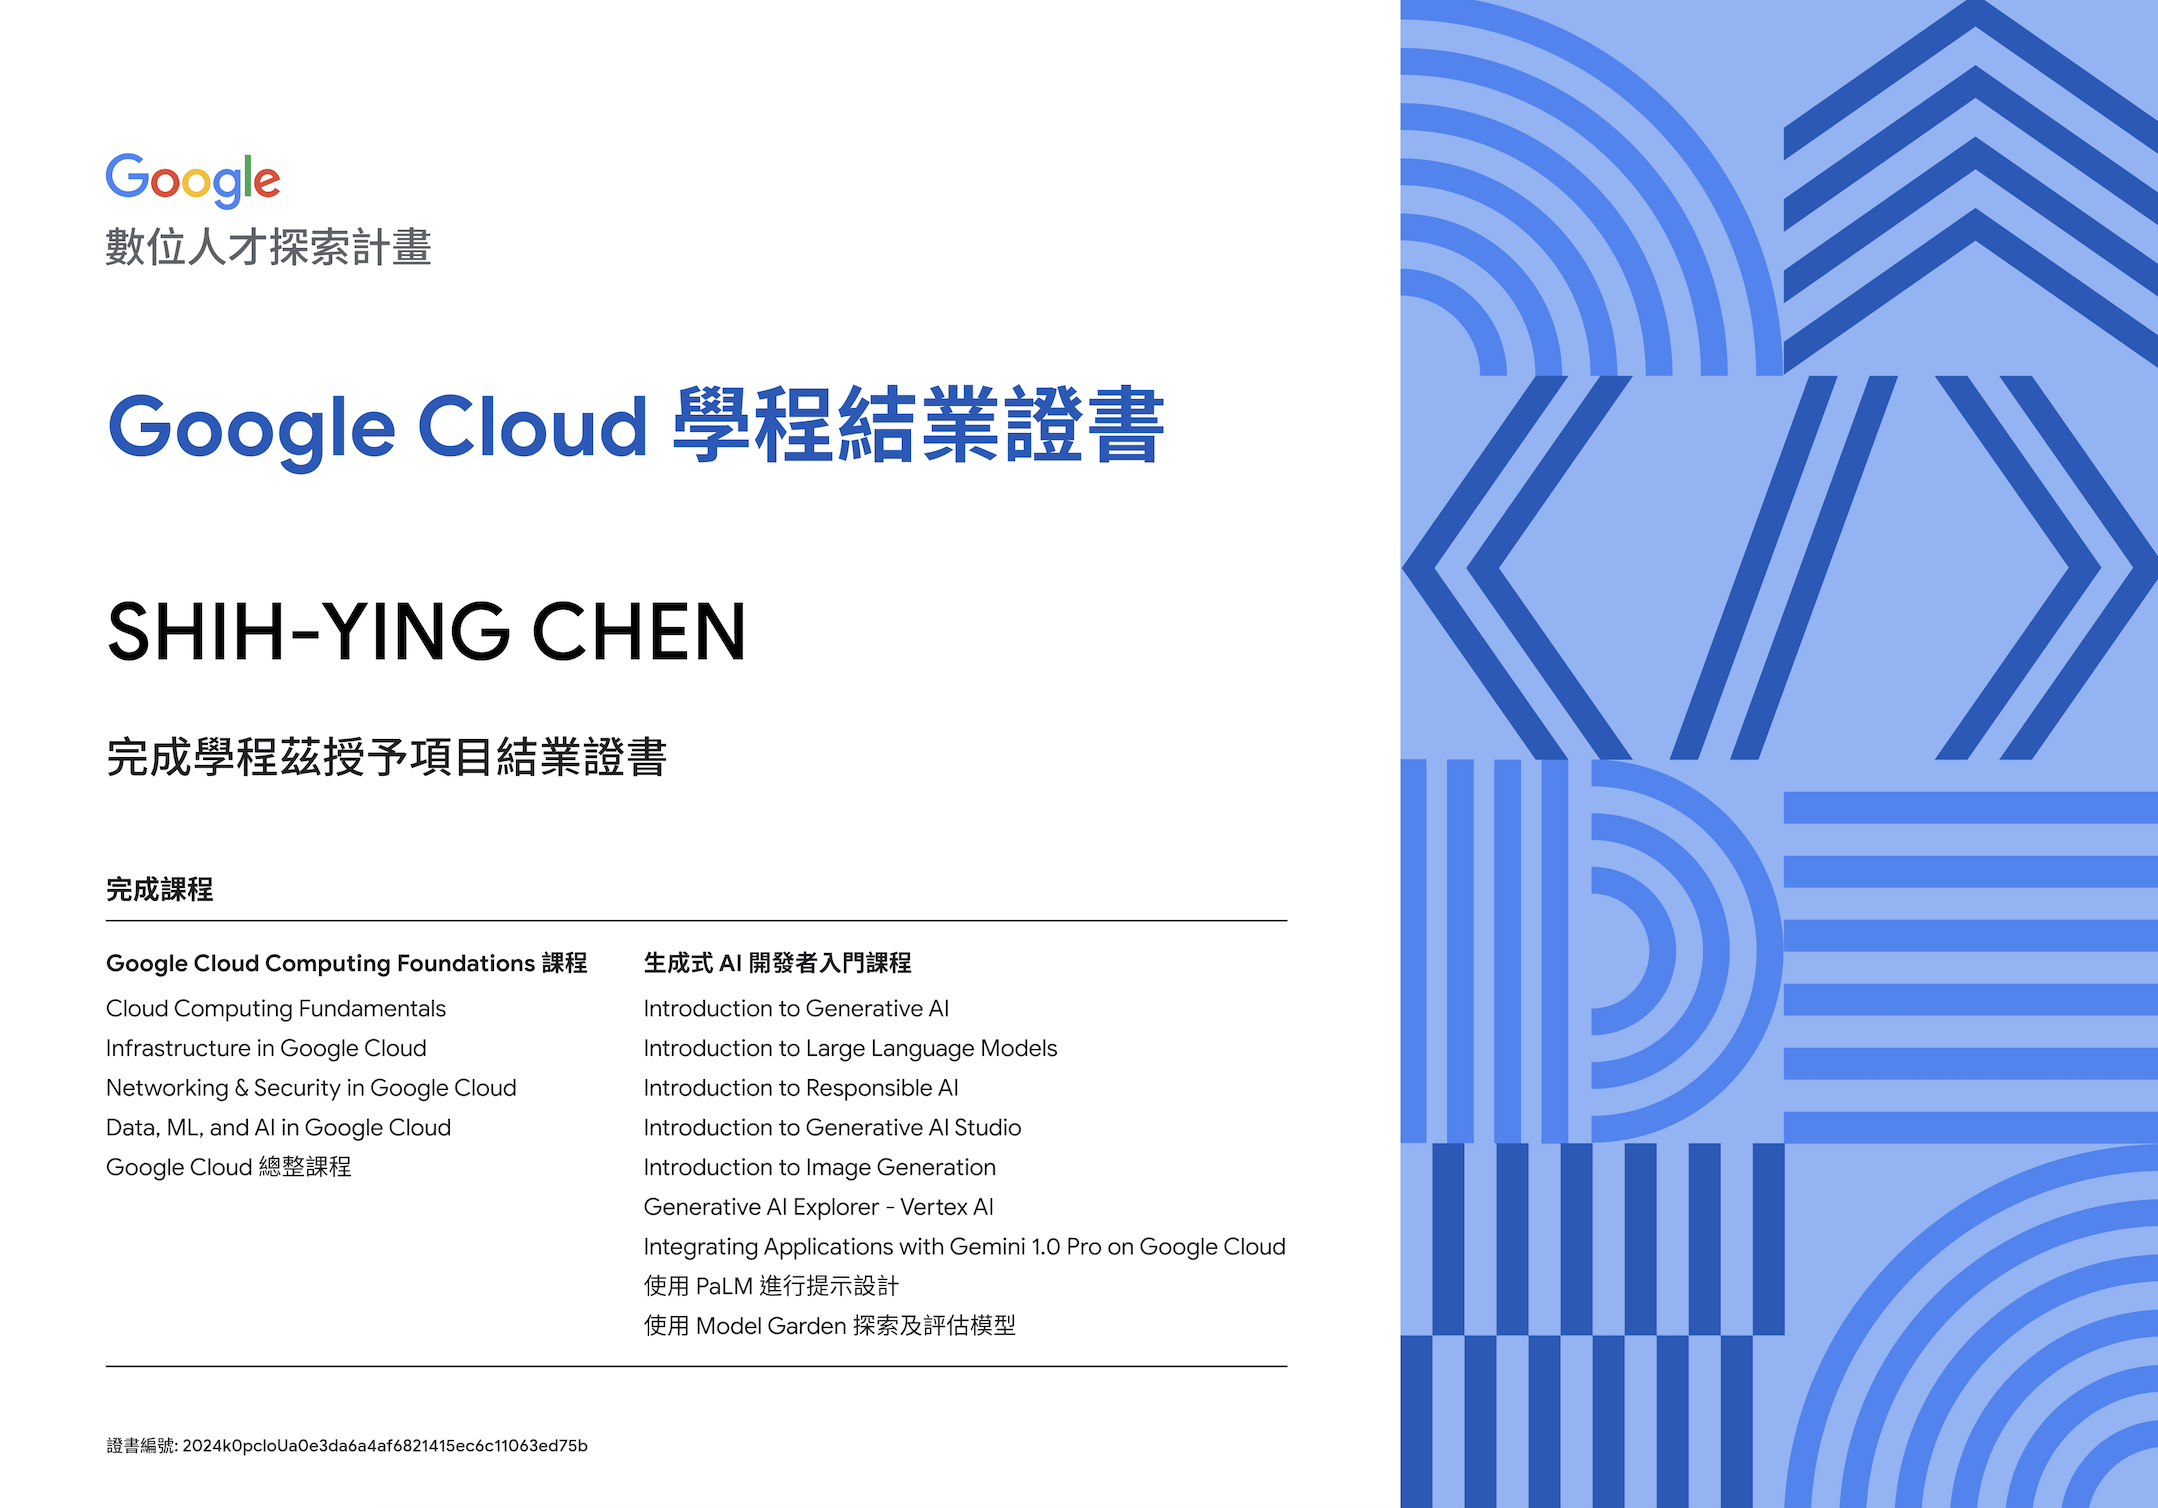 Google
數位人才探索計畫
Google Cloud 學程結業證書
SHIH-YING CHEN
完成學程茲授予項目結業證書
完成課程
Google Cloud Computing Foundations 課程
Cloud Computing Fundamentals
Infrastructure in Google Cloud
Networking & Security in Google Cloud
Data, ML, and AI in Google Cloud
Google Cloud 總整課程
生成式 AI 開發者入門課程
Introduction to Generative AI
Introduction to Large Language Models
Introduction to Responsible AI
Introduction to Generative AI Studio
Introduction to Image Generation
Generative AI Explorer - Vertex AI
Integrating Applications with Gemini 1.0 Pro on Google Cloud
使用 PaLM 進行提示設計
使用 Model Garden 探索及評估模型
證書編號: 2024k0pcIoUa0e3da6a4af6821415ec6c11063ed75b